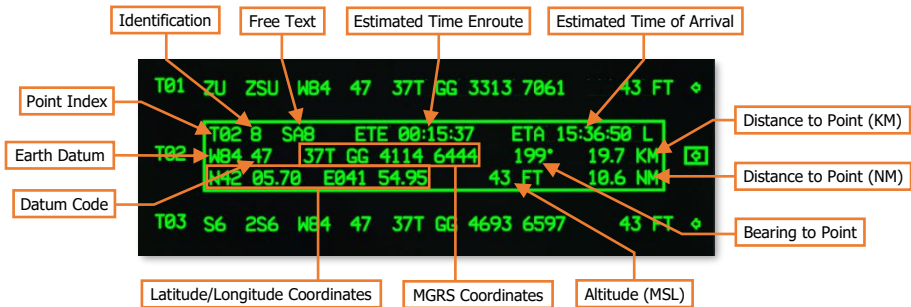 Identification Free Text Estimated Time Enroute Estimated Time of Arrival
T01 ZU ZSU W84 47 37T GG 3313 7061 43 FT
Point Index
T02 8 SA8 ETE 00:15:37 ETA 15:36:50 L
Distance to Point (KM)
Earth Datum
T02 W84 47 37T GG 4114 6444 199° 19.7 KM
N42 05.70 E041 54.95 43 FT 10.6 NM
Distance to Point (NM)
Datum Code
T03 S6 2S6 W84 47 37T GG 4693 6597 43 FT
Bearing to Point
Latitude/Longitude Coordinates MGRS Coordinates Altitude (MSL)